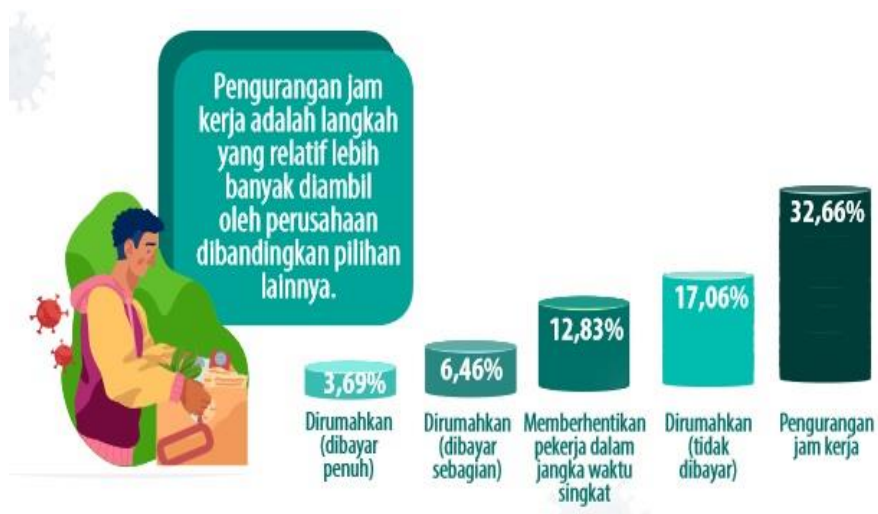 Pengurangan jam
kerja adalah langkah
yang relatif lebih
banyak diambil
oleh perusahaan
dibandingkan pilihan
lainnya.
3,69%
6,46%
12,83%
17,06%
32,66%
Dirumahkan
(dibayar
penuh)
Dirumahkan
(dibayar
sebagian)
Memberhentikan
pekerja dalam
jangka waktu
singkat
Dirumahkan
(tidak
dibayar)
Pengurangan
jam kerja